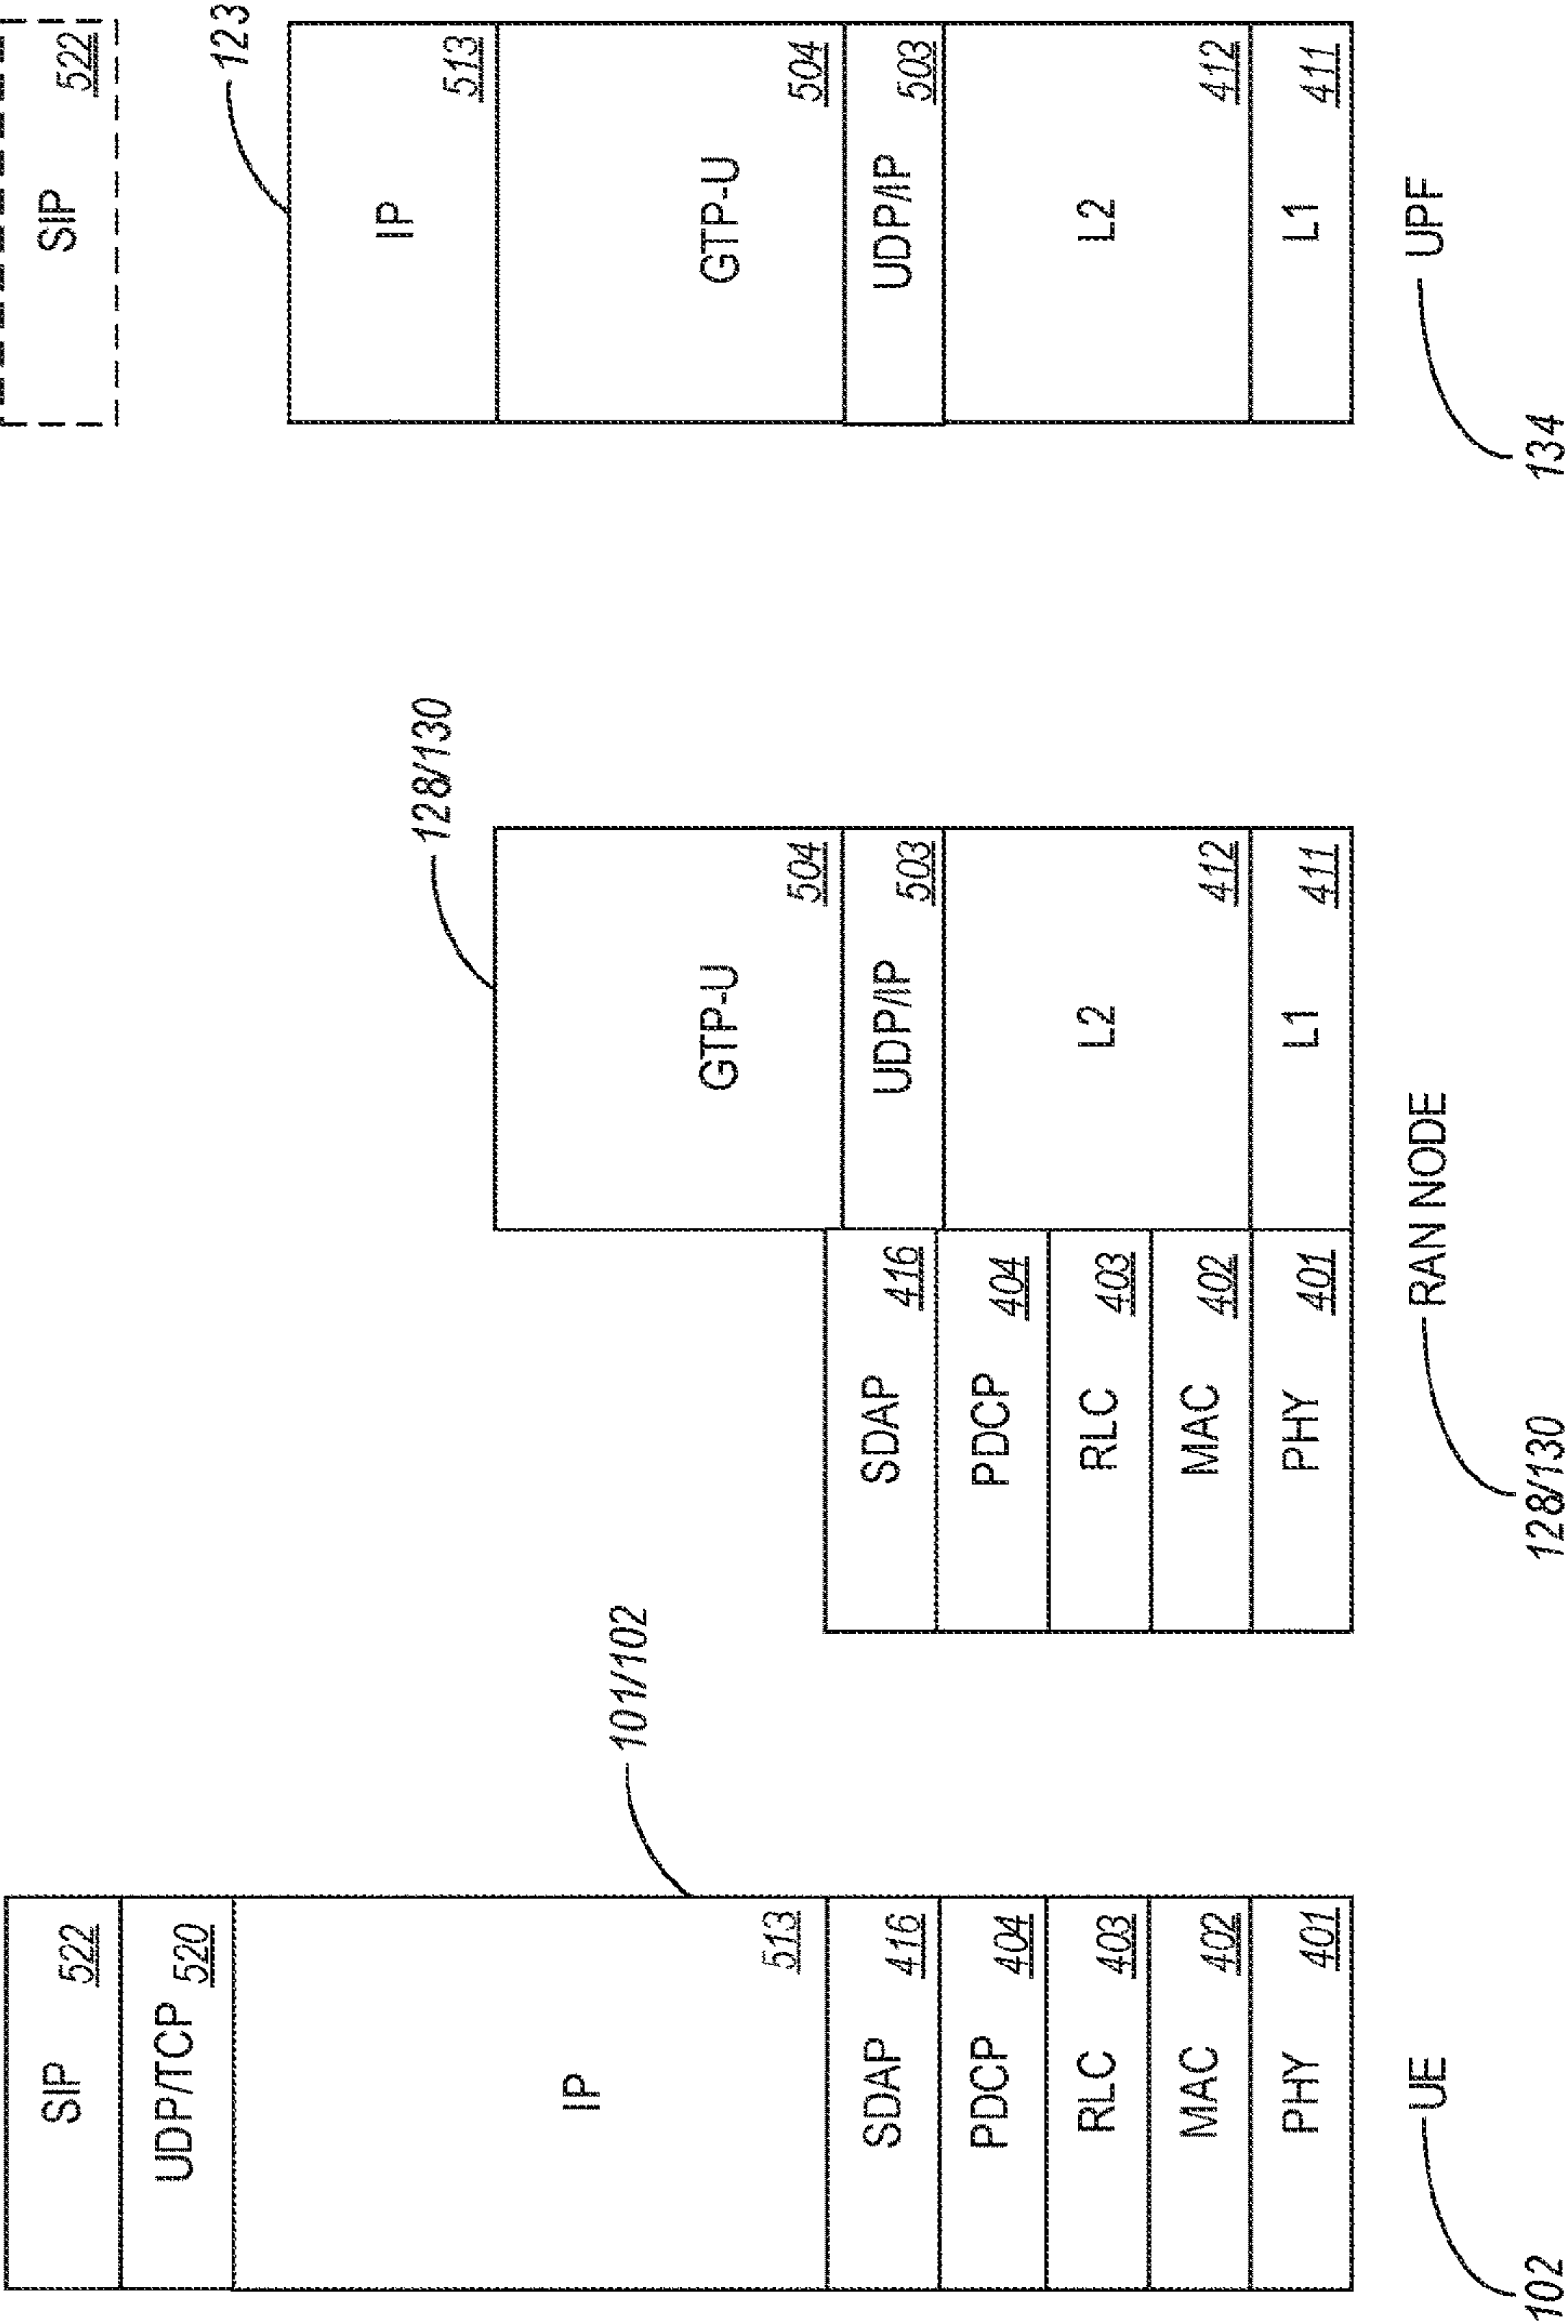 SIP 522
UDP/TCP 520
IP 513
SDAP 416
PDCP 404
RLC 403
MAC 402
PHY 401
101/102
UE
102
SDAP 416
PDCP 404
RLC 403
MAC 402
PHY 401
GTP-U 504
UDP/IP 503
L2 412
L1 411
128/130
RAN NODE
128/130
SIP 522
IP 513
GTP-U 504
UDP/IP 503
L2 412
L1 411
123
UPF
134